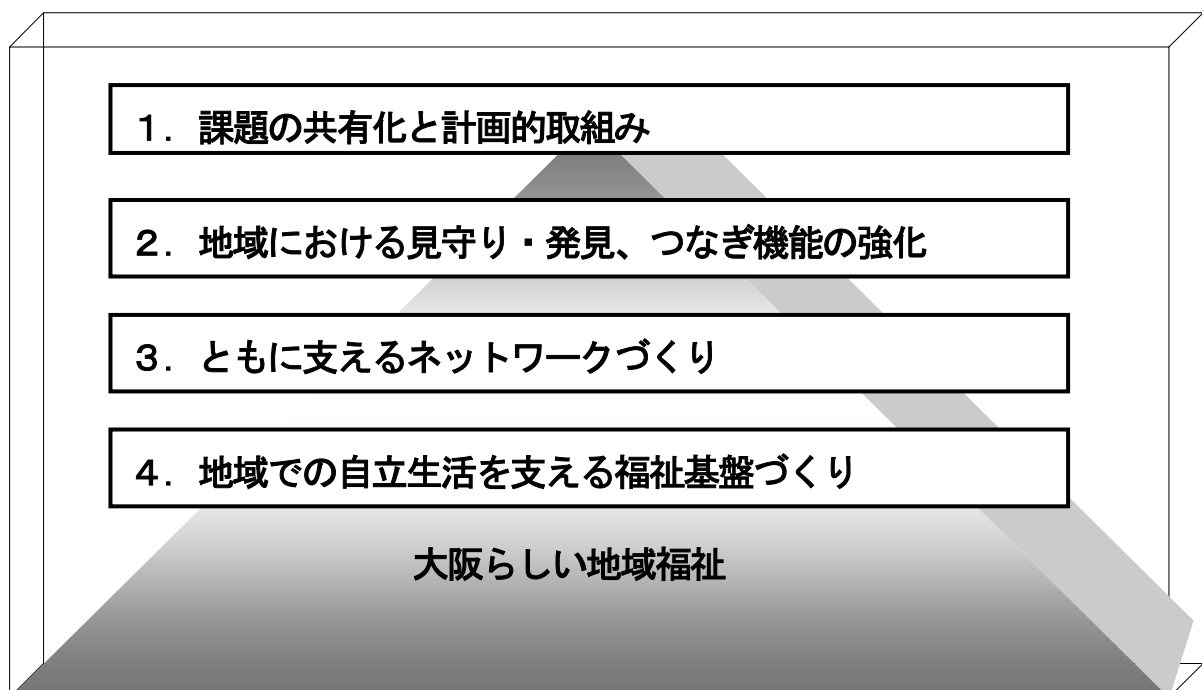 １．課題の共有化と計画的取組み
２．地域における見守り・発見、つなぎ機能の強化
３．ともに支えるネットワークづくり
４．地域での自立生活を支える福祉基盤づくり
大阪らしい地域福祉